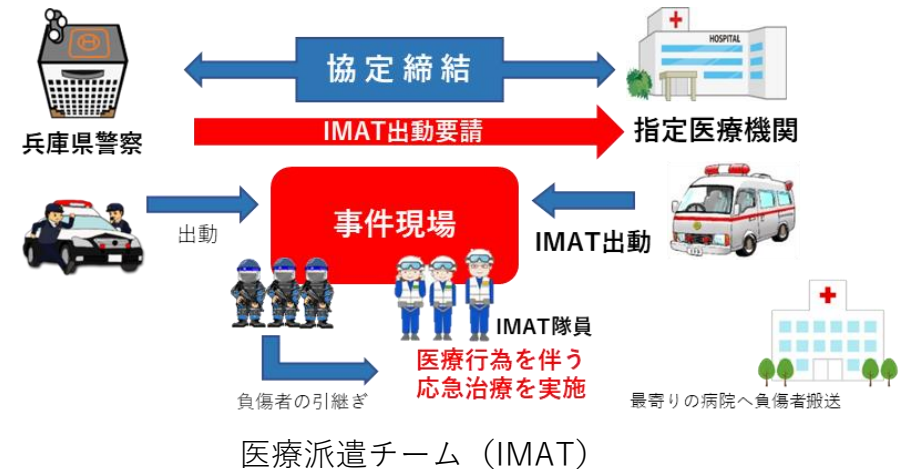 協定締結
HOSPITAL
兵庫県警察
IMAT出動要請
指定医療機関
出動
事件現場
IMAT出動
IMAT隊員
医療行為を伴う
応急治療を実施
負傷者の引継ぎ
最寄りの病院へ負傷者搬送
医療派遣チーム（IMAT）